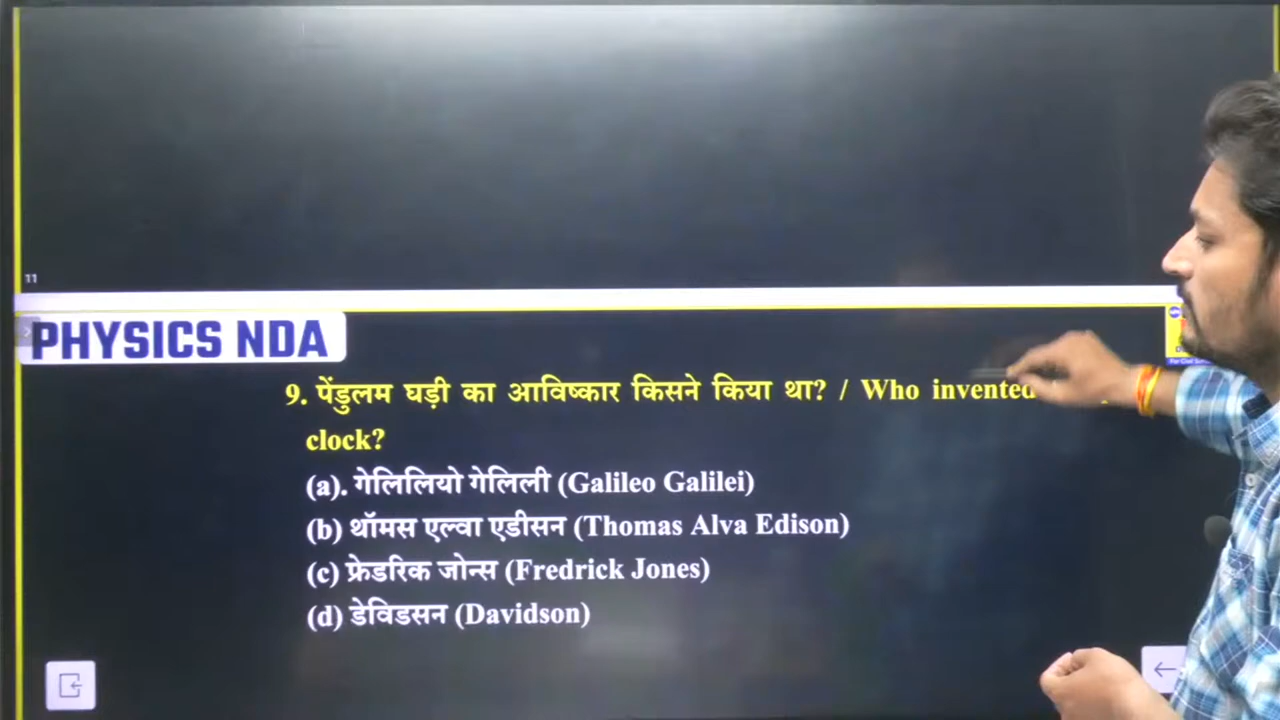 11
PHYSICS NDA
9. पेंडुलम घड़ी का आविष्कार किसने किया था? / Who invented
clock?
(a). गेलिलियो गेलिली (Galileo Galilei)
(b) थॉमस एल्वा एडीसन (Thomas Alva Edison)
(c) फ्रेडरिक जोन्स (Fredrick Jones)
(d) डेविडसन (Davidson)